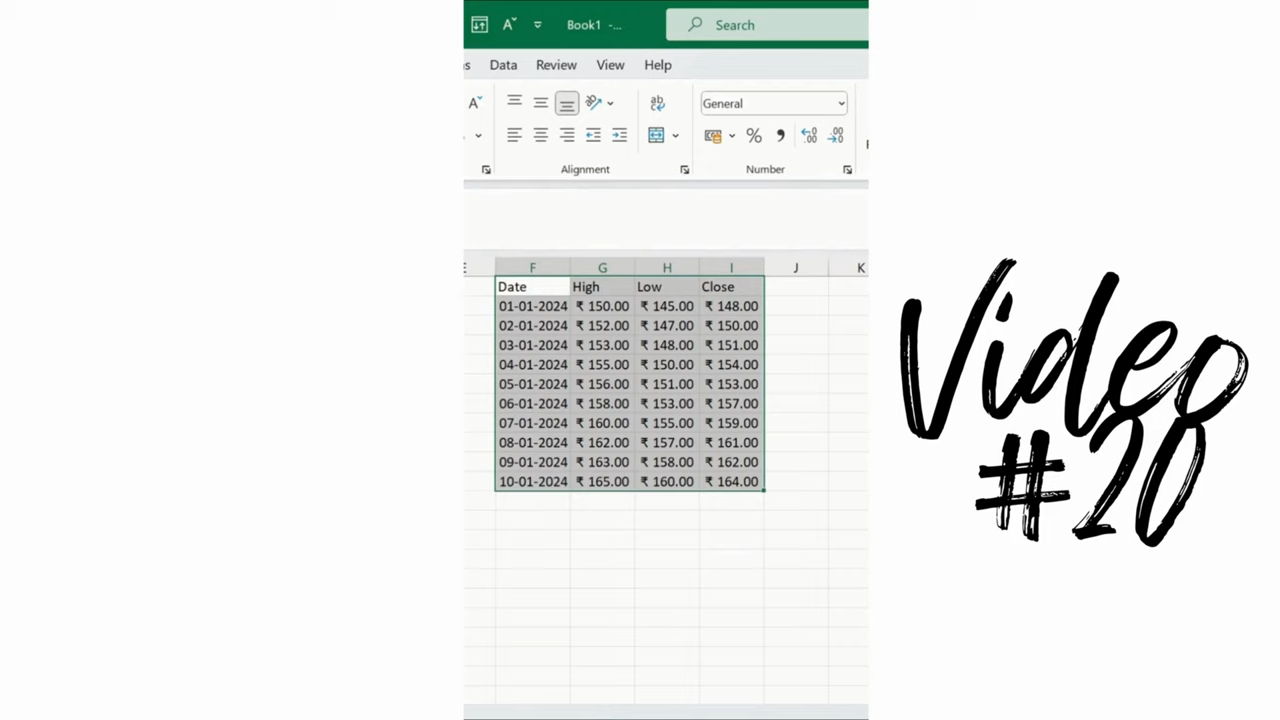 A Book1 -... Search
s Data Review View Help
A ab General
c % , .00 .00
Alignment Number
F G H I J K
Date High Low Close
01-01-2024 ₹ 150.00 ₹ 145.00 ₹ 148.00
02-01-2024 ₹ 152.00 ₹ 147.00 ₹ 150.00
03-01-2024 ₹ 153.00 ₹ 148.00 ₹ 151.00
04-01-2024 ₹ 155.00 ₹ 150.00 ₹ 154.00
05-01-2024 ₹ 156.00 ₹ 151.00 ₹ 153.00
06-01-2024 ₹ 158.00 ₹ 153.00 ₹ 157.00
07-01-2024 ₹ 160.00 ₹ 155.00 ₹ 159.00
08-01-2024 ₹ 162.00 ₹ 157.00 ₹ 161.00
09-01-2024 ₹ 163.00 ₹ 158.00 ₹ 162.00
10-01-2024 ₹ 165.00 ₹ 160.00 ₹ 164.00
Video
#20